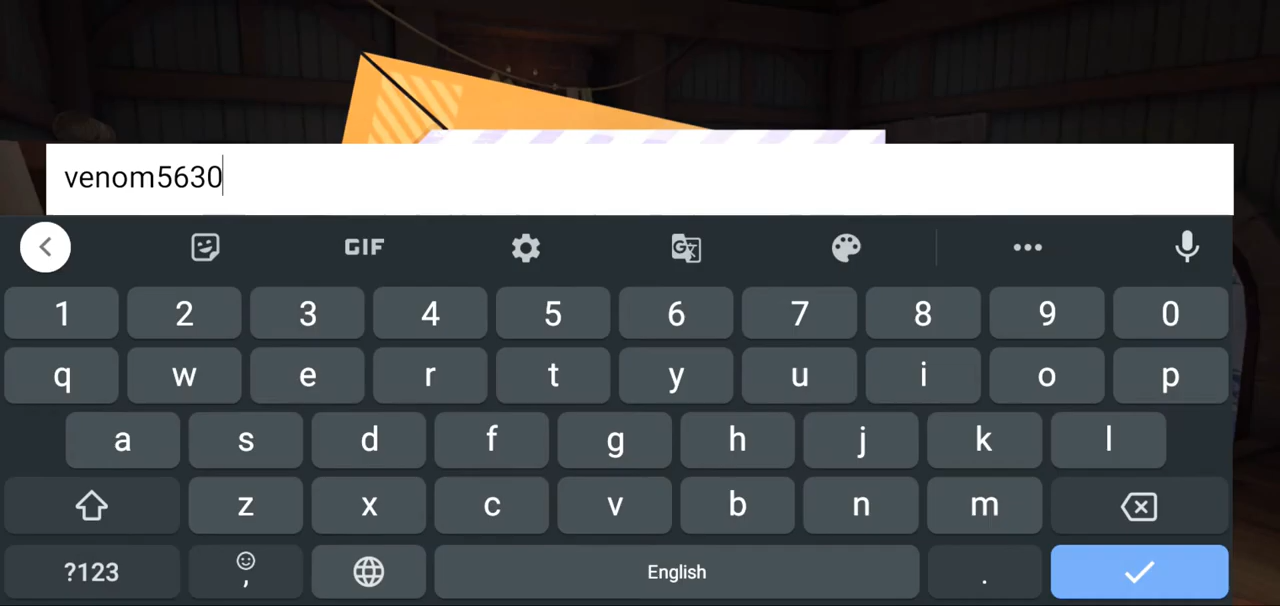 venom5630
GIF
1 2 3 4 5 6 7 8 9 0
q w e r t y u i o p
a s d f g h j k l
z x c v b n m
?123 , English .